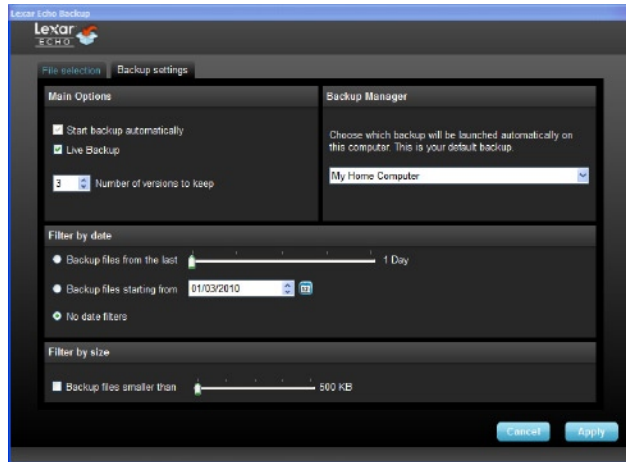 Lexar Echo Backup
Lexar
ECHO
File selection
Backup settings
Main Options
Start backup automatically
Live Backup
3
Number of versions to keep
Backup Manager
Choose which backup will be launched automatically on
this computer. This is your default backup.
My Home Computer
Filter by date
Backup files from the last
1 Day
Backup files starting from
01/03/2010
No date filters
Filter by size
Backup files smaller than
500 KB
Cancel
Apply